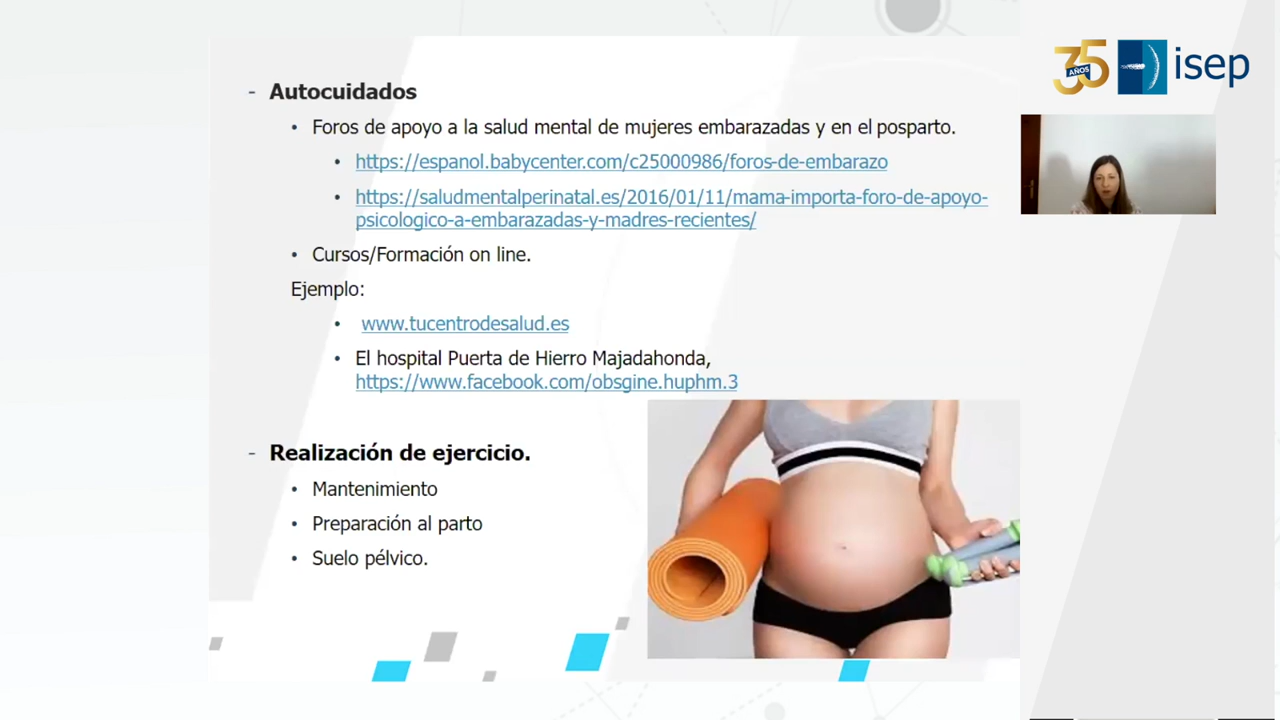 35
AÑOS
isep
- Autocuidados
• Foros de apoyo a la salud mental de mujeres embarazadas y en el posparto.
• https://espanol.babycenter.com/c25000986/foros-de-embarazo
• https://saludmentalperinatal.es/2016/01/11/mama-importa-foro-de-apoyo-
psicologico-a-embarazadas-y-madres-recientes/
• Cursos/Formación on line.
Ejemplo:
• www.tucentrodesalud.es
• El hospital Puerta de Hierro Majadahonda,
https://www.facebook.com/obsgine.huphm.3
- Realización de ejercicio.
• Mantenimiento
• Preparación al parto
• Suelo pélvico.